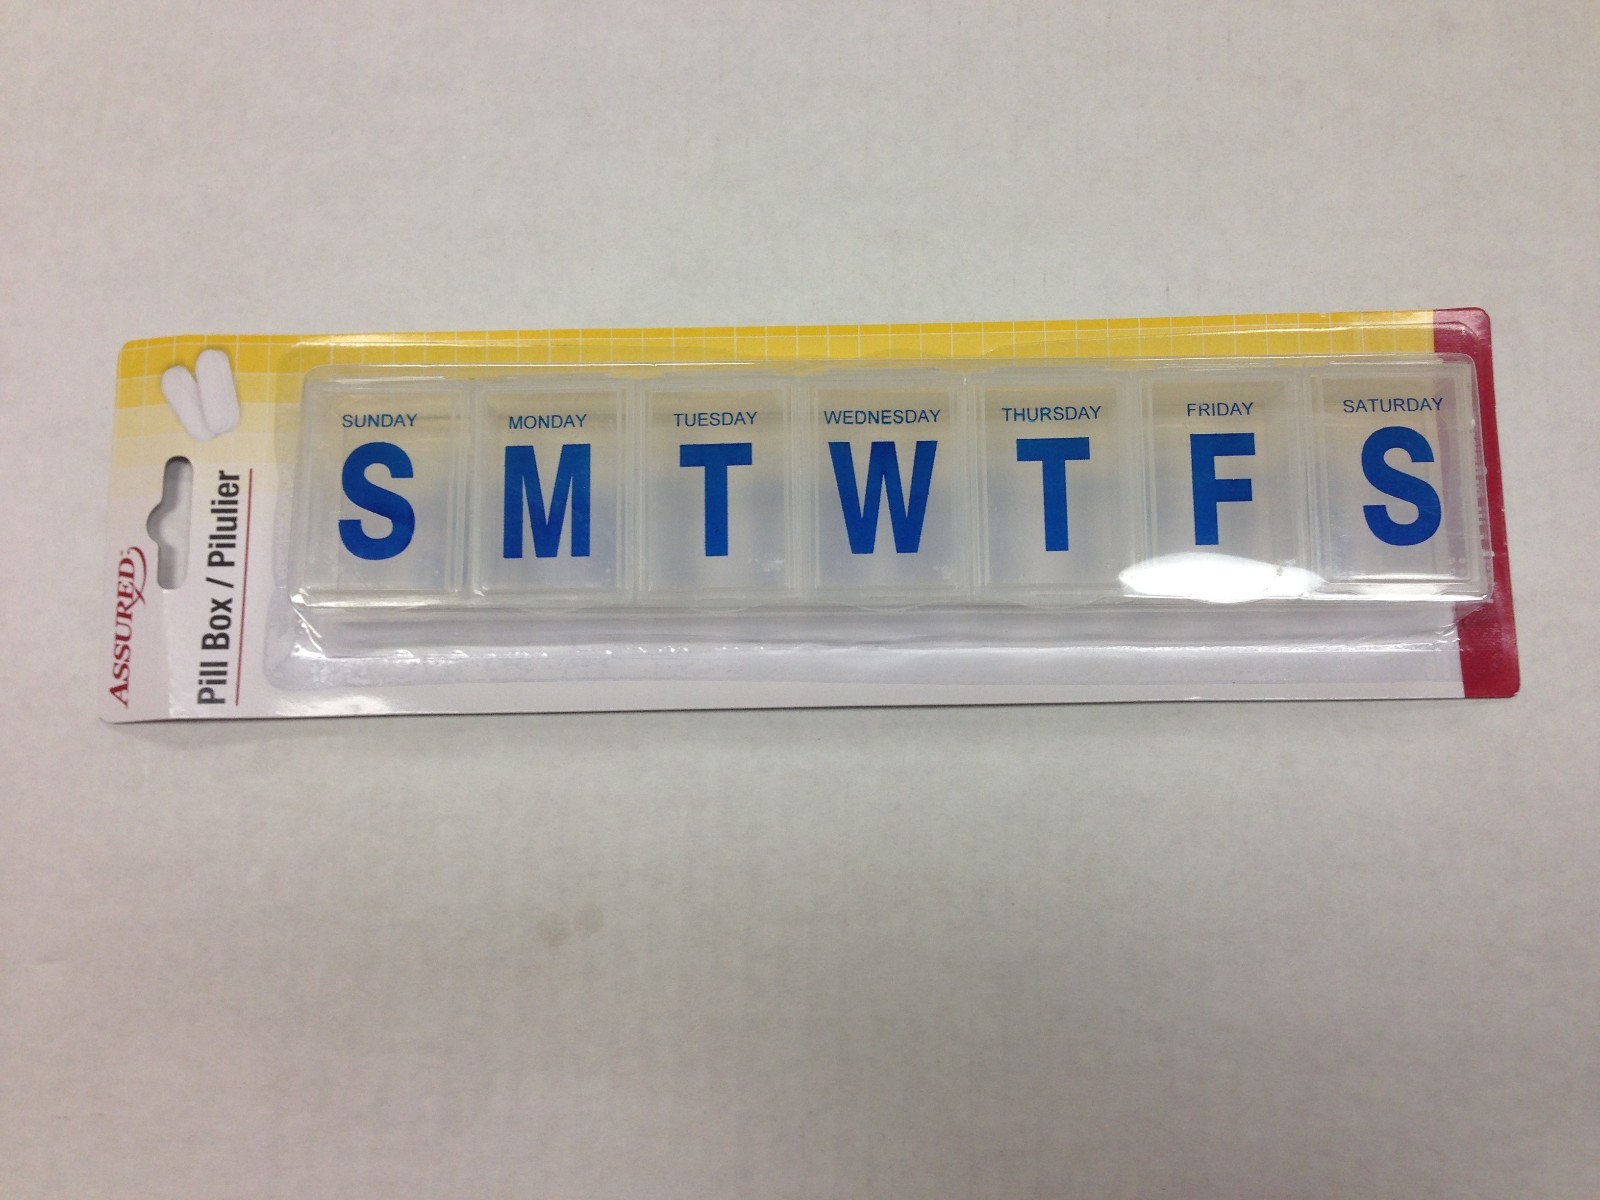 ASSURED
Pill Box / Pilulier
SUNDAY MONDAY TUESDAY WEDNESDAY THURSDAY FRIDAY SATURDAY
S M T W T F S